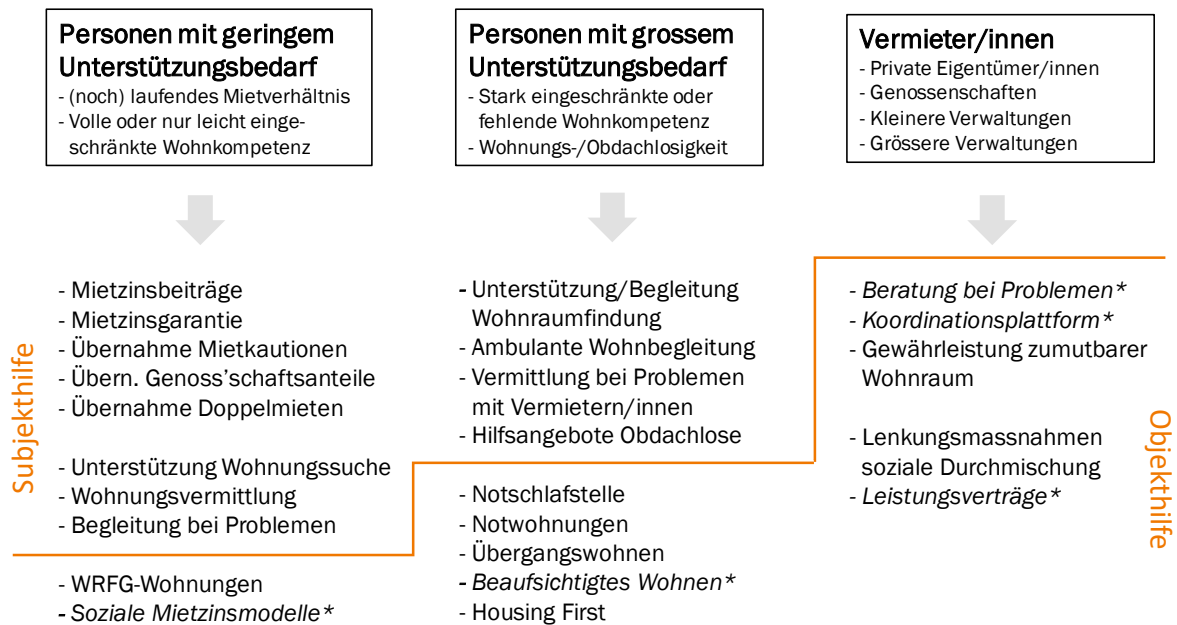 Personen mit geringem
Unterstützungsbedarf
- (noch) laufendes Mietverhältnis
- Volle oder nur leicht einge-
schränkte Wohnkompetenz
Personen mit grossem
Unterstützungsbedarf
- Stark eingeschränkte oder
fehlende Wohnkompetenz
- Wohnungs-/Obdachlosigkeit
Vermieter/innen
- Private Eigentümer/innen
- Genossenschaften
- Kleinere Verwaltungen
- Grössere Verwaltungen
Subjekthilfe
- Mietzinsbeiträge
- Mietzinsgarantie
- Übernahme Mietkautionen
- Übern. Genoss'schaftsanteile
- Übernahme Doppelmieten
- Unterstützung Wohnungssuche
- Wohnungsvermittlung
- Begleitung bei Problemen
- WRFG-Wohnungen
- Soziale Mietzinsmodelle*
- Unterstützung/Begleitung
Wohnraumfindung
- Ambulante Wohnbegleitung
- Vermittlung bei Problemen
mit Vermietern/innen
- Hilfsangebote Obdachlose
- Notschlafstelle
- Notwohnungen
- Übergangswohnen
- Beaufsichtigtes Wohnen*
- Housing First
- Beratung bei Problemen*
- Koordinationsplattform*
- Gewährleistung zumutbarer
Wohnraum
- Lenkungsmassnahmen
soziale Durchmischung
- Leistungsverträge*
Objekthilfe